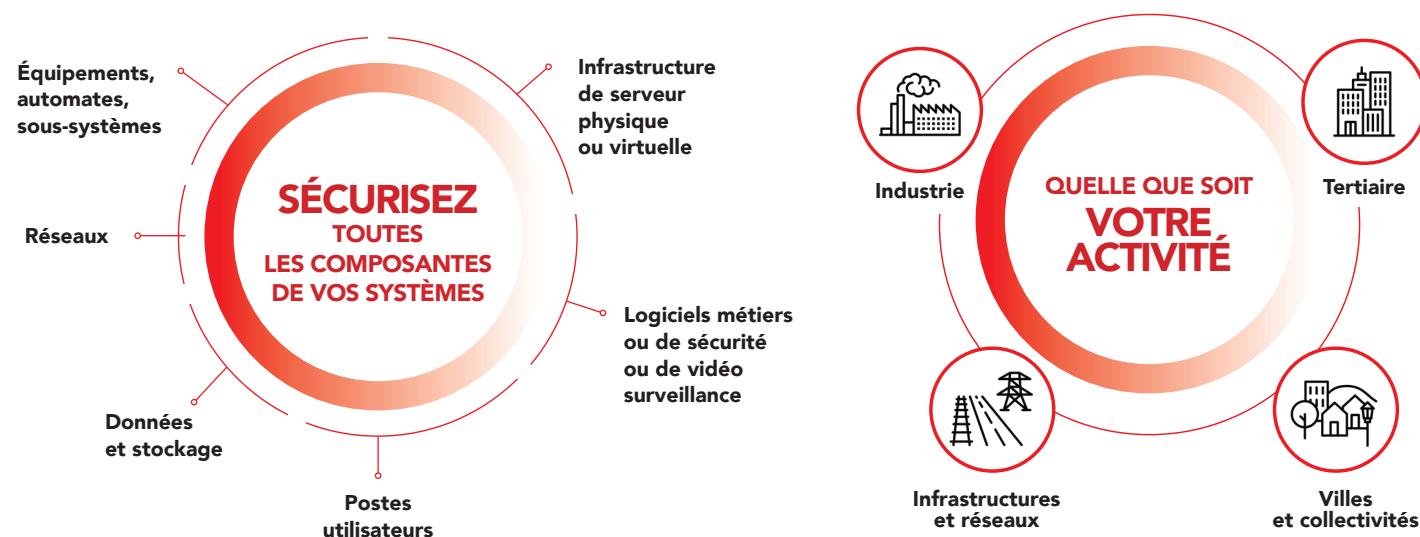 Équipements,
automates,
sous-systèmes
Infrastructure
de serveur
physique
ou virtuelle
Réseaux
SÉCURISEZ
TOUTES
LES COMPOSANTES
DE VOS SYSTÈMES
Logiciels métiers
ou de sécurité
ou de vidéo
surveillance
Données
et stockage
Postes
utilisateurs
Industrie
Tertiaire
QUELLE QUE SOIT
VOTRE
ACTIVITÉ
Infrastructures
et réseaux
Villes
et collectivités